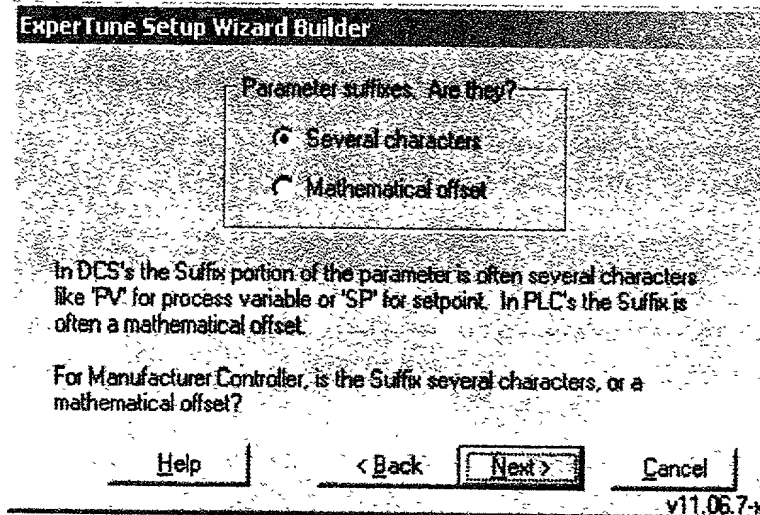 ExperTune Setup Wizard Builder
Parameter suffixes. Are they?
Several characters
Mathematical offset
In DCS's the Suffix portion of the parameter is often several characters
like 'PV' for process variable or 'SP' for setpoint. In PLC's the Suffix is
often a mathematical offset.
For Manufacturer Controller, is the Suffix several characters, or a
mathematical offset?
Help < Back Next > Cancel